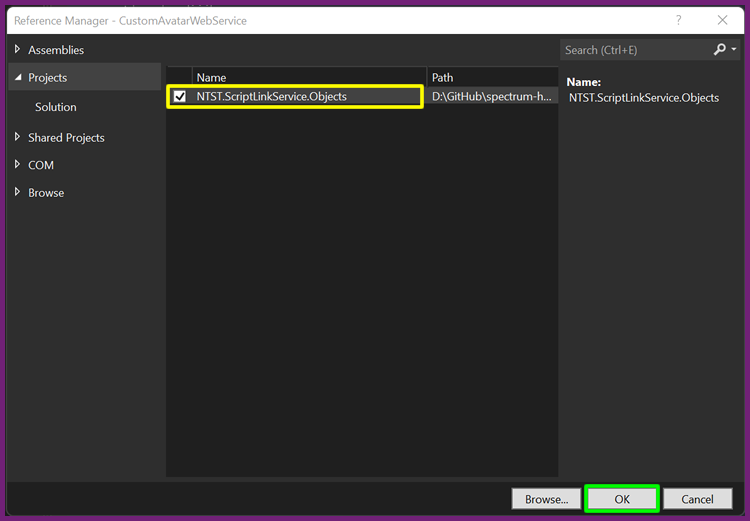 Reference Manager - CustomAvatarWebService
?
Assemblies
Projects
Solution
Shared Projects
COM
Browse
Name Path
NTST.ScriptLinkService.Objects D:\GitHub\spectrum-h...
Search (Ctrl+E)
Name:
NTST.ScriptLinkService.Objects
Browse... OK Cancel